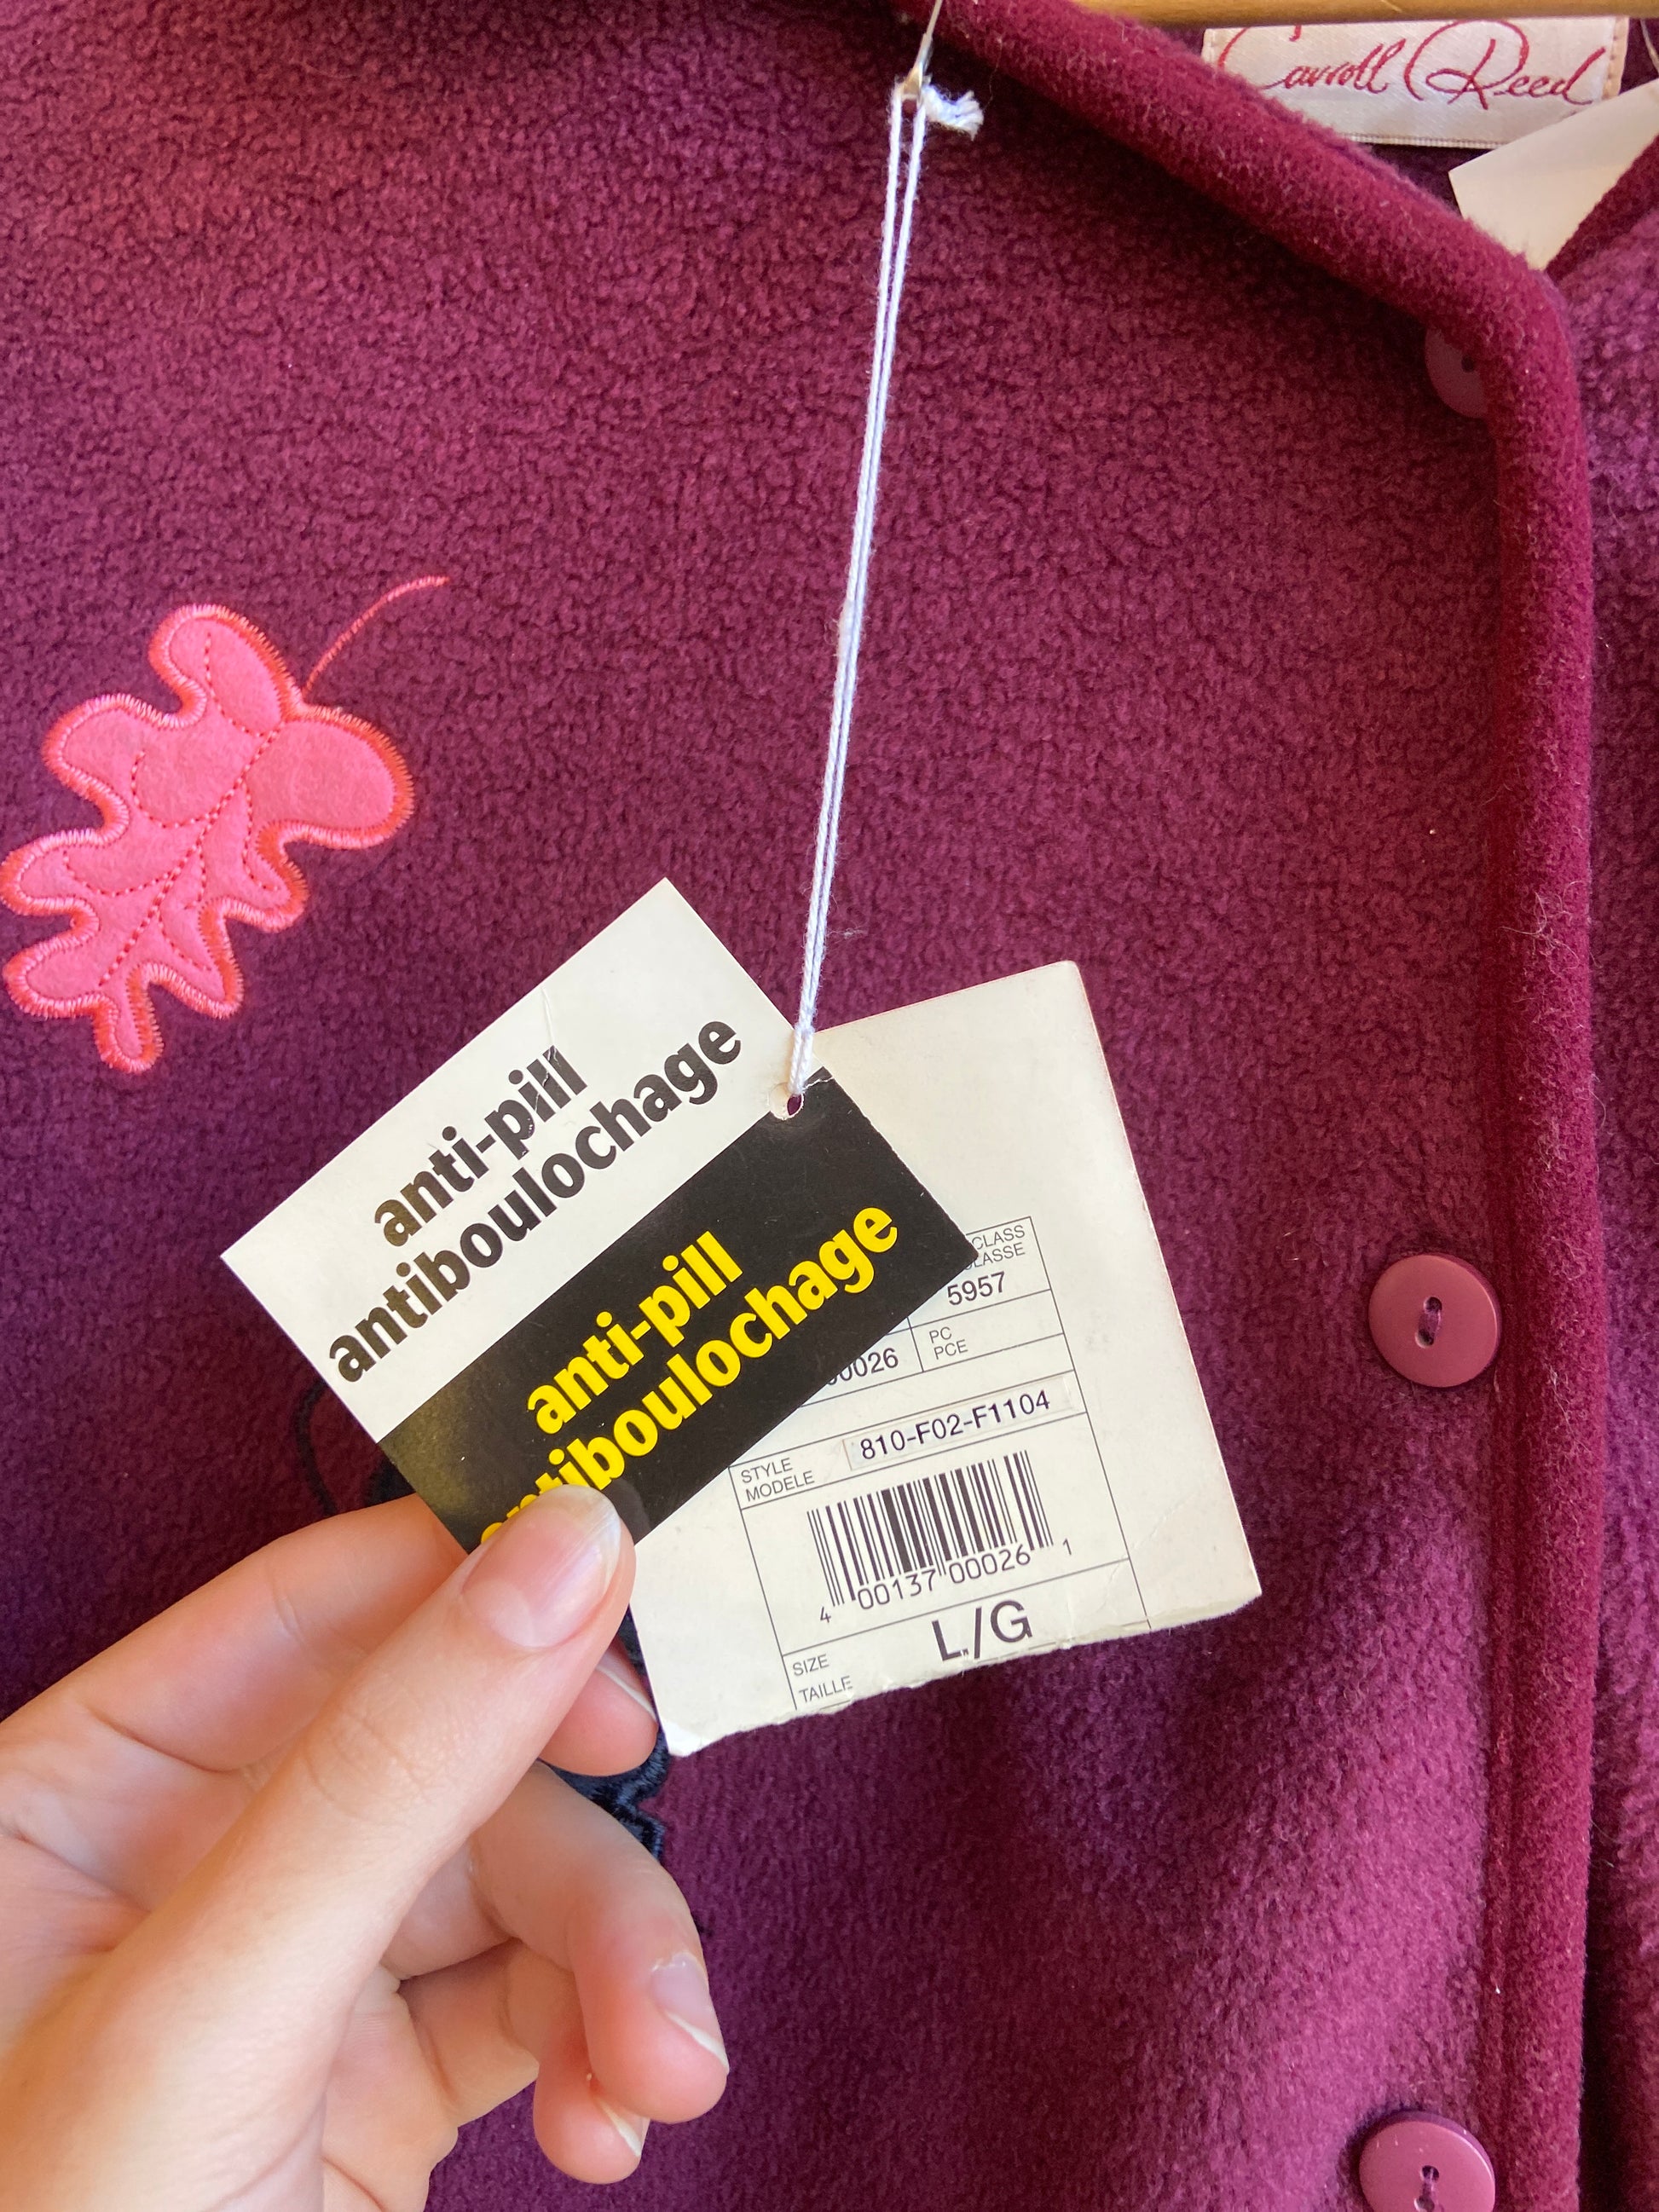 Carroll Reed
anti-pill
antiboulochage
anti-pill
antiboulochage
CLASS
CLASSE
5957
00026
PC
PCE
STYLE
MODELE
810-F02-F1104
4 00137 00026 1
L/G
SIZE
TAILLE